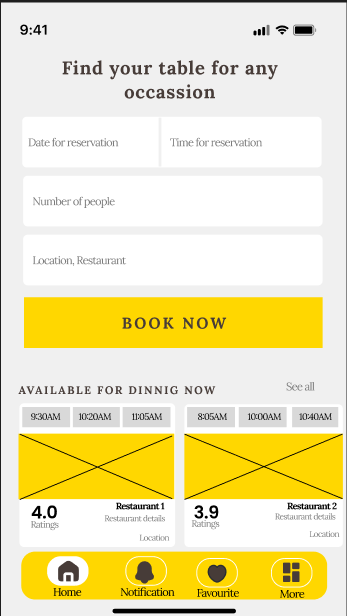 9:41
Find your table for any
occassion
Date for reservation
Time for reservation
Number of people
Location, Restaurant
BOOK NOW
AVAILABLE FOR DINNIG NOW
See all
9:30AM 10:20AM 11:05AM
8:05AM 10:00AM 10:40AM
4.0
Ratings
Restaurant 1
Restaurant details
Location
3.9
Ratings
Restaurant 2
Restaurant details
Location
Home
Notification
Favourite
More